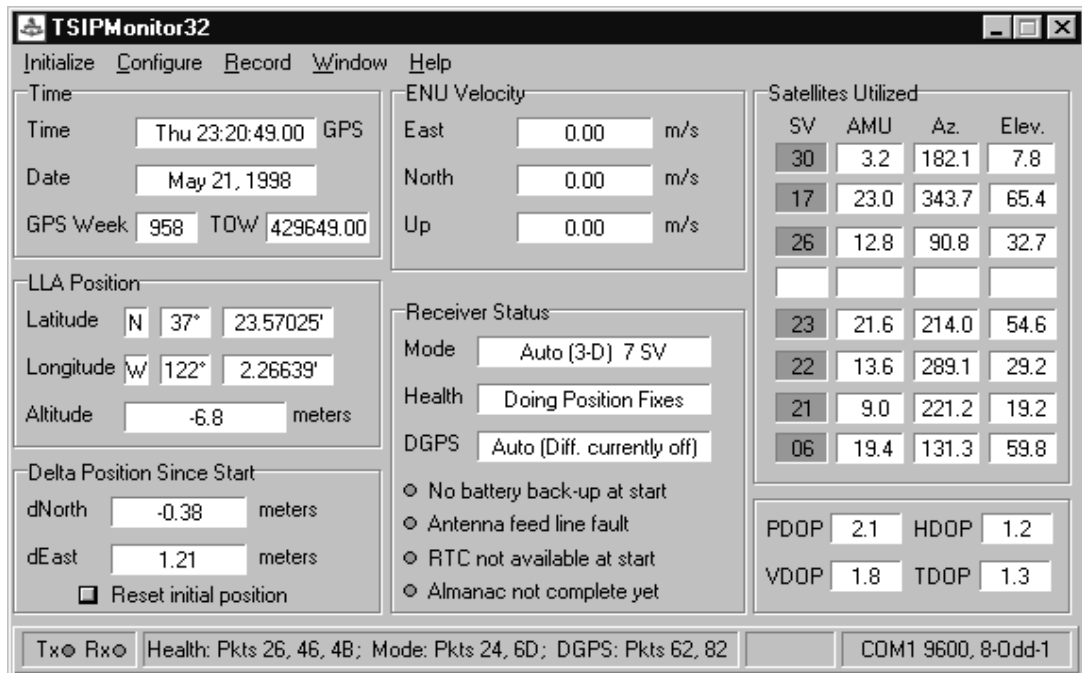 TSIPMonitor32
Initialize Configure Record Window Help
Time
Time Thu 23:20:49.00 GPS
Date May 21, 1998
GPS Week 958 TOW 429649.00
LLA Position
Latitude N 37° 23.57025'
Longitude W 122° 2.26639'
Altitude -6.8 meters
Delta Position Since Start
dNorth -0.38 meters
dEast 1.21 meters
Reset initial position
ENU Velocity
East 0.00 m/s
North 0.00 m/s
Up 0.00 m/s
Receiver Status
Mode Auto (3-D) 7 SV
Health Doing Position Fixes
DGPS Auto (Diff. currently off)
No battery back-up at start
Antenna feed line fault
RTC not available at start
Almanac not complete yet
Satellites Utilized
SV AMU Az. Elev.
30 3.2 182.1 7.8
17 23.0 343.7 65.4
26 12.8 90.8 32.7
23 21.6 214.0 54.6
22 13.6 289.1 29.2
21 9.0 221.2 19.2
06 19.4 131.3 59.8
PDOP 2.1 HDOP 1.2
VDOP 1.8 TDOP 1.3
Tx Rx Health: Pkts 26, 46, 4B; Mode: Pkts 24, 6D; DGPS: Pkts 62, 82 COM1 9600, 8-Odd-1